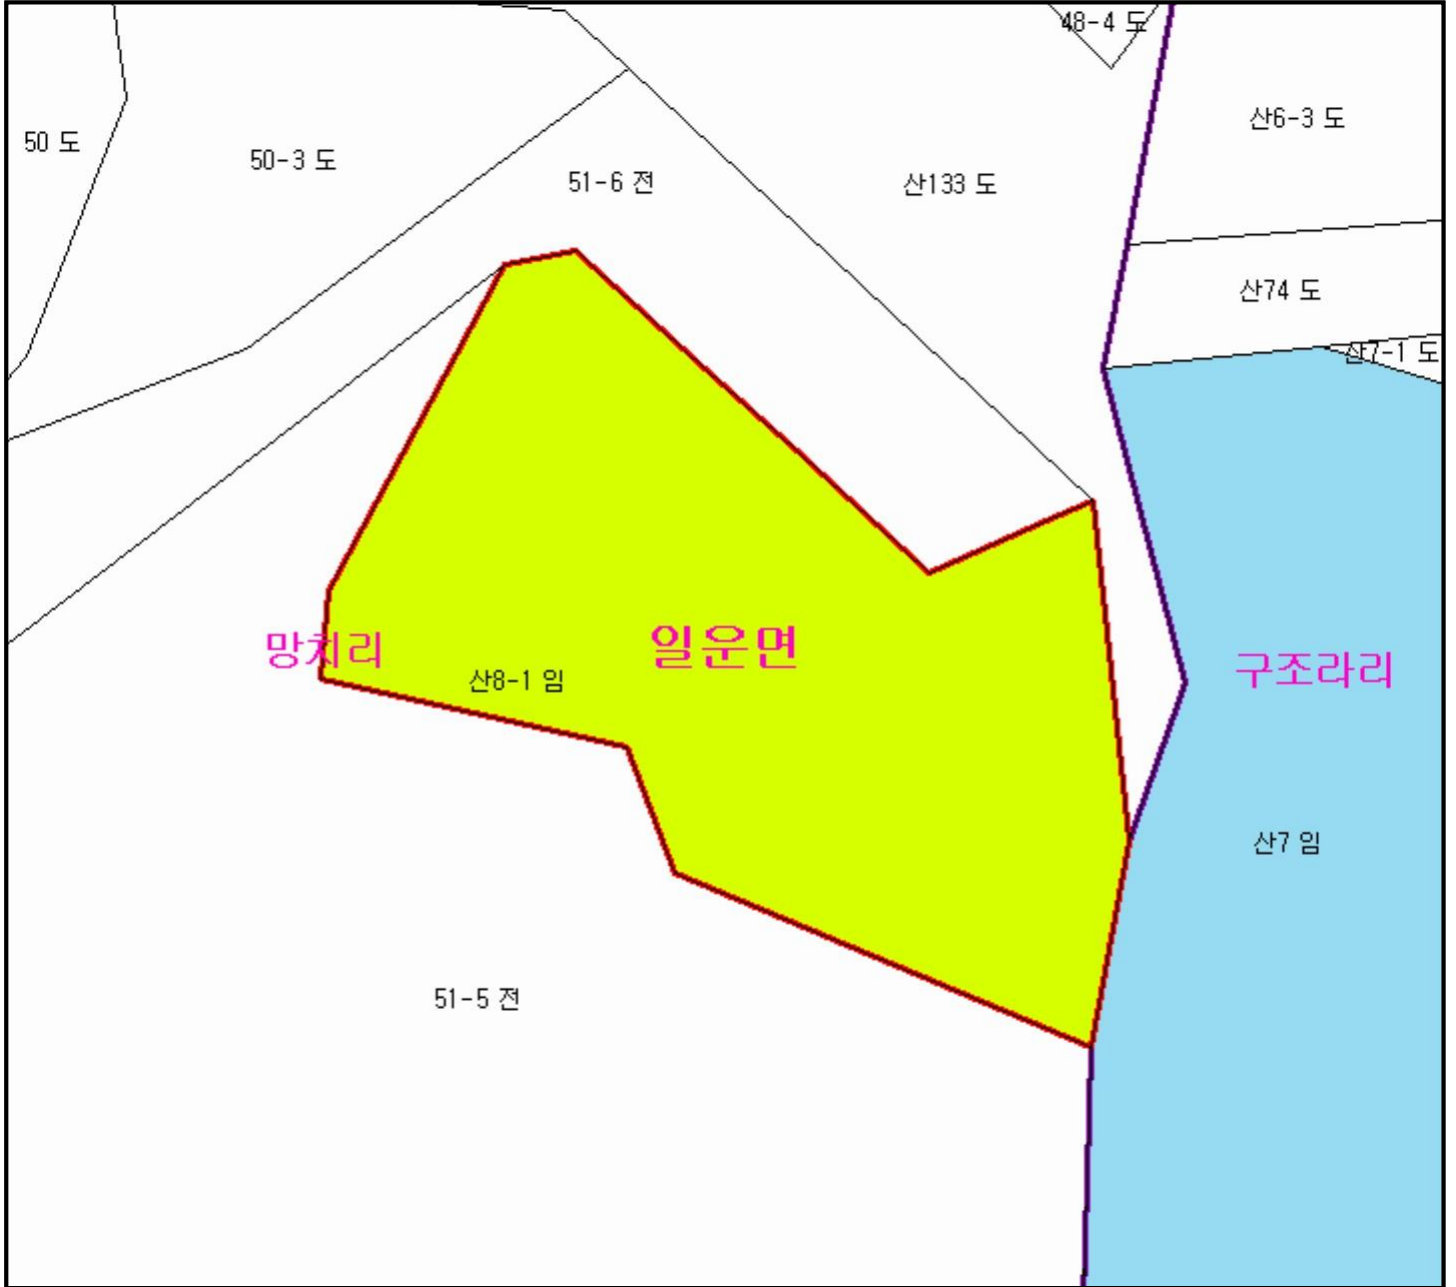 48-4 도
산6-3 도
50 도
50-3 도
51-6 전
산133 도
산74 도
산7-1 도
망치리
일운면
구조라리
산8-1 임
산7 임
51-5 전